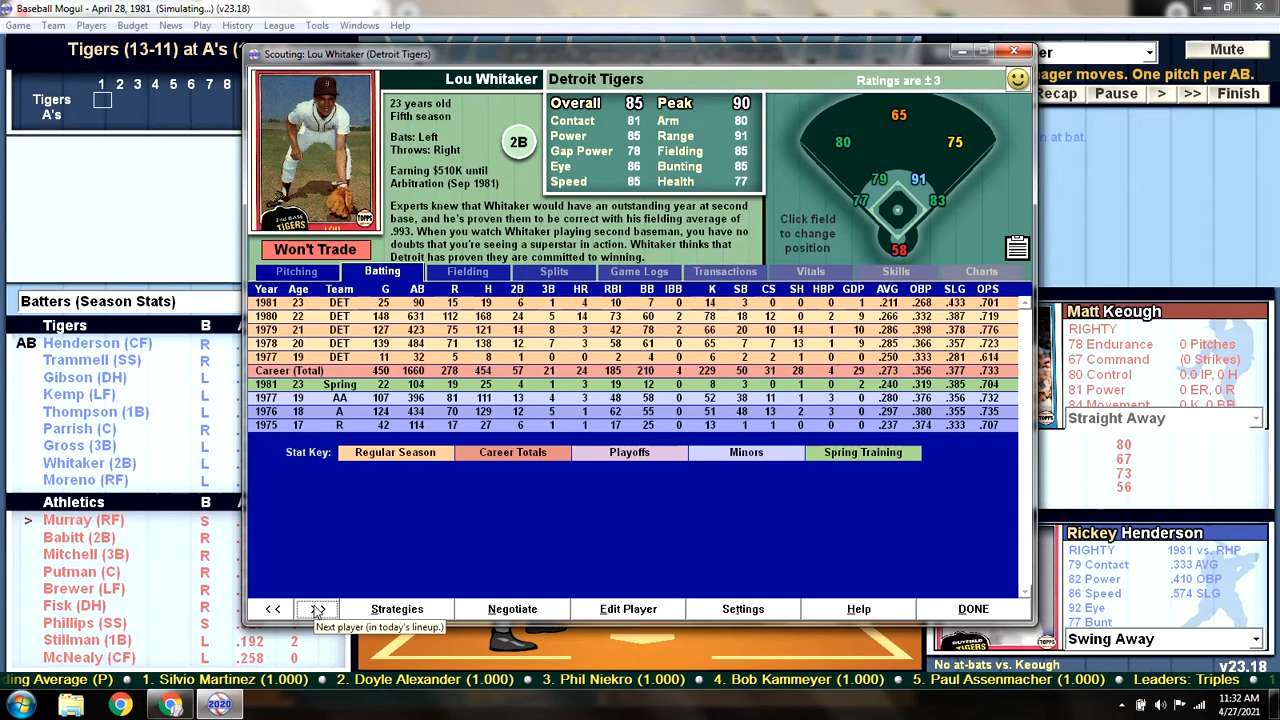 Baseball Mogul - April 28, 1981 (Simulating...) (v23.18)
Game Team Players Budget News Play History League Tools Windows Help
Tigers (13-11) at A's (
1 2 3 4 5 6 7 8
Tigers
A's
Mute
nager moves. One pitch per AB.
Recap Pause > >> Finish
n at bat.
Scouting: Lou Whitaker (Detroit Tigers)
Lou Whitaker
Detroit Tigers
Ratings are ± 3
23 years old
Fifth season
Bats: Left
Throws: Right
Earning $510K until
Arbitration (Sep 1981)
2B
Overall 85 Peak 90
Contact 81 Arm 80
Power 85 Range 91
Gap Power 78 Fielding 85
Eye 86 Bunting 85
Speed 85 Health 77
65
80 75
79 91
77 83
58
Click field
to change
position
2ND BASE
TIGERS
LOU
TOPPS
Won't Trade
Experts knew that Whitaker would have an outstanding year at second
base, and he's proven them to be correct with his fielding average of
.993. When you watch Whitaker playing second baseman, you have no
doubts that you're seeing a superstar in action. Whitaker thinks that
Detroit has proven they are committed to winning.
Pitching Batting Fielding Splits Game Logs Transactions Vitals Skills Charts
Year Age Team G AB R H 2B 3B HR RBI BB IBB K SB CS SH HBP GDP AVG OBP SLG OPS
1981 23 DET 25 90 15 19 6 1 4 10 7 0 14 3 0 0 0 1 .211 .268 .433 .701
1980 22 DET 148 631 112 168 24 5 14 73 60 2 78 18 12 0 2 9 .266 .332 .387 .719
1979 21 DET 127 423 75 121 14 8 3 42 78 2 66 20 10 14 1 10 .286 .398 .378 .776
1978 20 DET 139 484 71 138 12 7 3 58 61 0 65 7 7 13 1 9 .285 .366 .357 .723
1977 19 DET 11 32 5 8 1 0 0 2 4 0 6 2 2 1 0 0 .250 .333 .281 .614
Career (Total) 450 1660 278 454 57 21 24 185 210 4 229 50 31 28 4 29 .273 .356 .377 .733
1981 23 Spring 22 104 19 25 4 1 3 19 12 0 8 3 0 0 0 2 .240 .319 .385 .704
1977 19 AA 107 396 81 111 13 4 3 48 58 0 52 38 11 1 3 0 .280 .376 .356 .732
1976 18 A 124 434 70 129 12 5 1 62 55 0 51 48 13 2 3 0 .297 .380 .355 .735
1975 17 R 42 114 17 27 6 1 1 17 25 0 13 1 1 0 0 0 .237 .374 .333 .707
Stat Key: Regular Season Career Totals Playoffs Minors Spring Training
<< >> Strategies Negotiate Edit Player Settings Help DONE
Next player (in today's lineup.)
Batters (Season Stats)
Tigers B
AB Henderson (CF) R
Trammell (SS) R
Gibson (DH) L
Kemp (LF) L
Thompson (1B) L
Parrish (C) R
Gross (3B) L
Whitaker (2B) L
Moreno (RF) L
Athletics B
> Murray (RF) S
Babitt (2B) R
Mitchell (3B) R
Putman (C) R
Brewer (LF) R
Fisk (DH) R
Phillips (SS) S
Stillman (1B) L .192 2
McNealy (CF) L .258 0
Matt Keough
RIGHTY
78 Endurance 0 Pitches
67 Command (0 Strikes)
80 Control 0.0 IP, 0 H
81 Power 0 ER, 0 R
84 Movement
Straight Away
80
67
73
56
Rickey Henderson
RIGHTY 1981 vs. RHP
79 Contact .333 AVG
82 Power .410 OBP
86 Speed .574 SLG
92 Eye
77 Bunt
Swing Away
No at-bats vs. Keough
v23.18
ding Average (P) 1. Silvio Martinez (1.000) 2. Doyle Alexander (1.000) 3. Phil Niekro (1.000) 4. Bob Kammeyer (1.000) 5. Paul Assenmacher (1.000) Leaders: Triples
2020
11:32 AM
4/27/2021